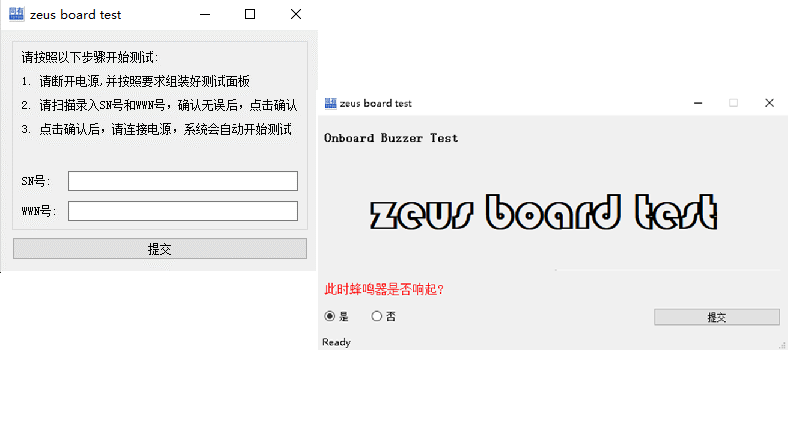 zeus board test
请按照以下步骤开始测试:
1. 请断开电源,并按照要求组装好测试面板
2. 请扫描录入SN号和WWN号，确认无误后，点击确认
3. 点击确认后，请连接电源，系统会自动开始测试
SN号:
WWN号:
提交
zeus board test
Onboard Buzzer Test
zeus board test
此时蜂鸣器是否响起?
是 否
提交
Ready